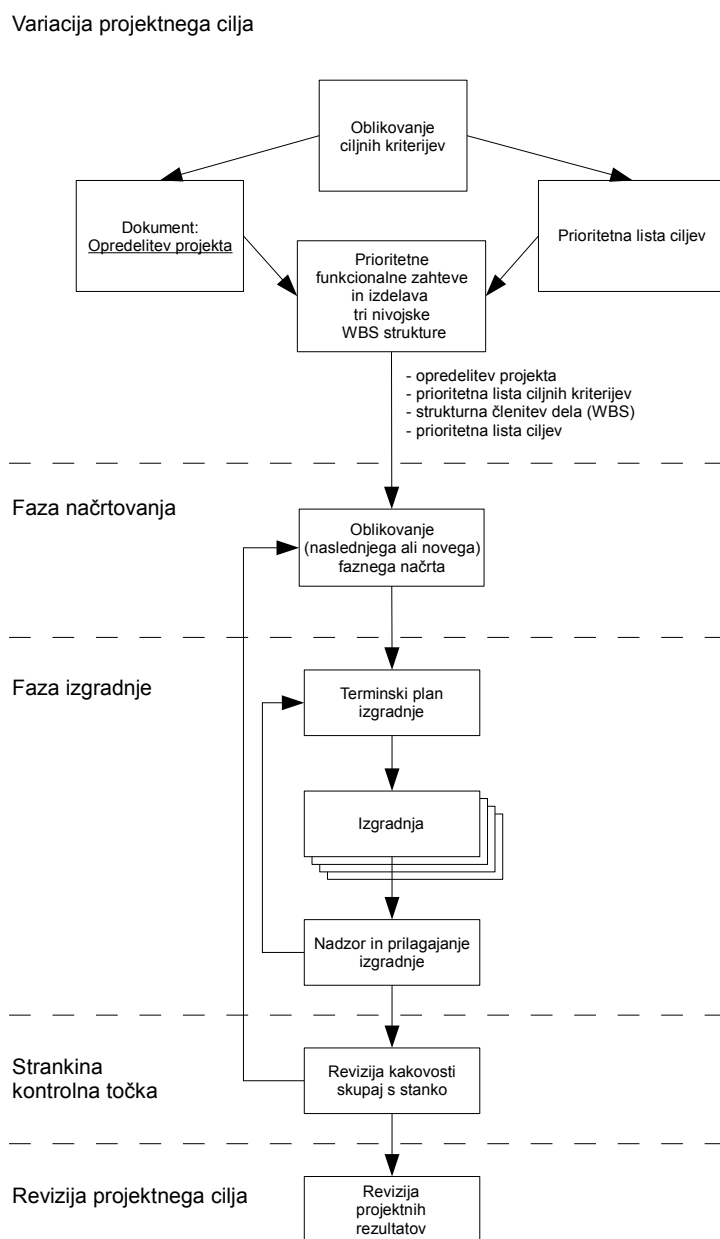 Variacija projektnega cilja
Oblikovanje
ciljnih kriterijev
Dokument:
Opredelitev projekta
Prioritetna lista ciljev
Prioritetne
funkcionalne zahteve
in izdelava
tri nivojske
WBS strukture
- opredelitev projekta
- prioritetna lista ciljnih kriterijev
- strukturna členitev dela (WBS)
- prioritetna lista ciljev
Faza načrtovanja
Oblikovanje
(naslednjega ali novega)
faznega načrta
Faza izgradnje
Terminski plan
izgradnje
Izgradnja
Nadzor in prilagajanje
izgradnje
Strankina
kontrolna točka
Revizija kakovosti
skupaj s stanko
Revizija projektnega cilja
Revizija
projektnih
rezultatov